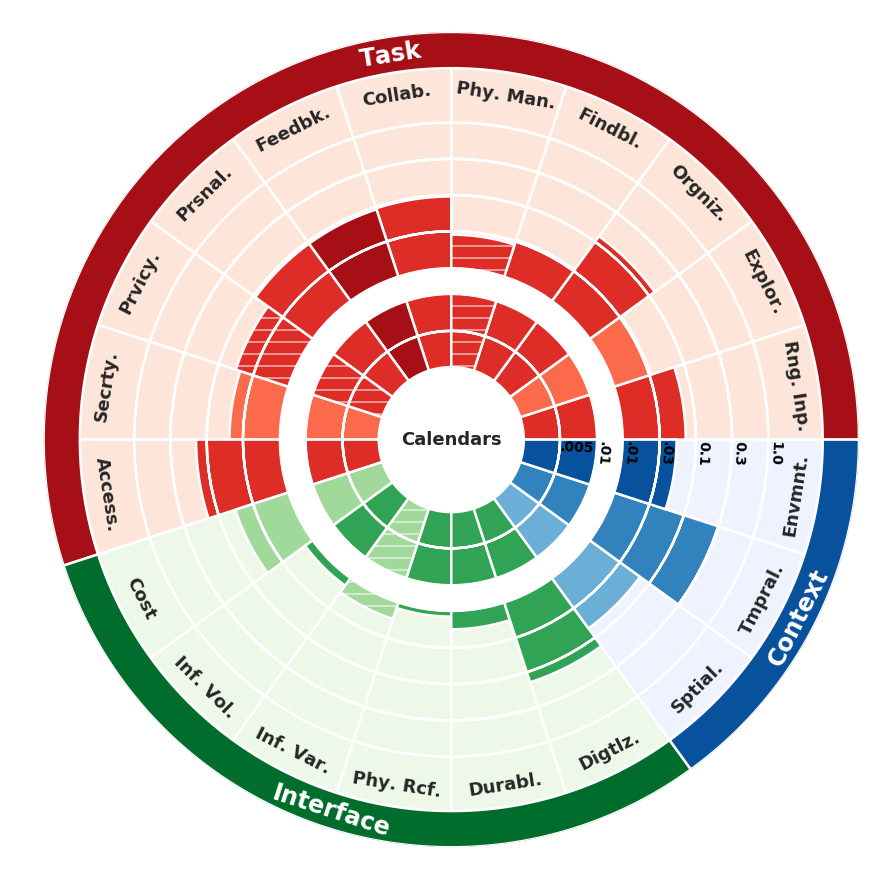 Task
Collab.
Phy. Man.
Feedbk.
Findbl.
Prsnal.
Orgniz.
Prvicy.
Explor.
Secrty.
Rng. Inp.
Calendars
.005
.01
.01
.03
0.1
0.3
1.0
Access.
Envmnt.
Cost
Tmpral.
Context
Inf. Vol.
Sptial.
Inf. Var.
Digtlz.
Phy. Rcf.
Durabl.
Interface